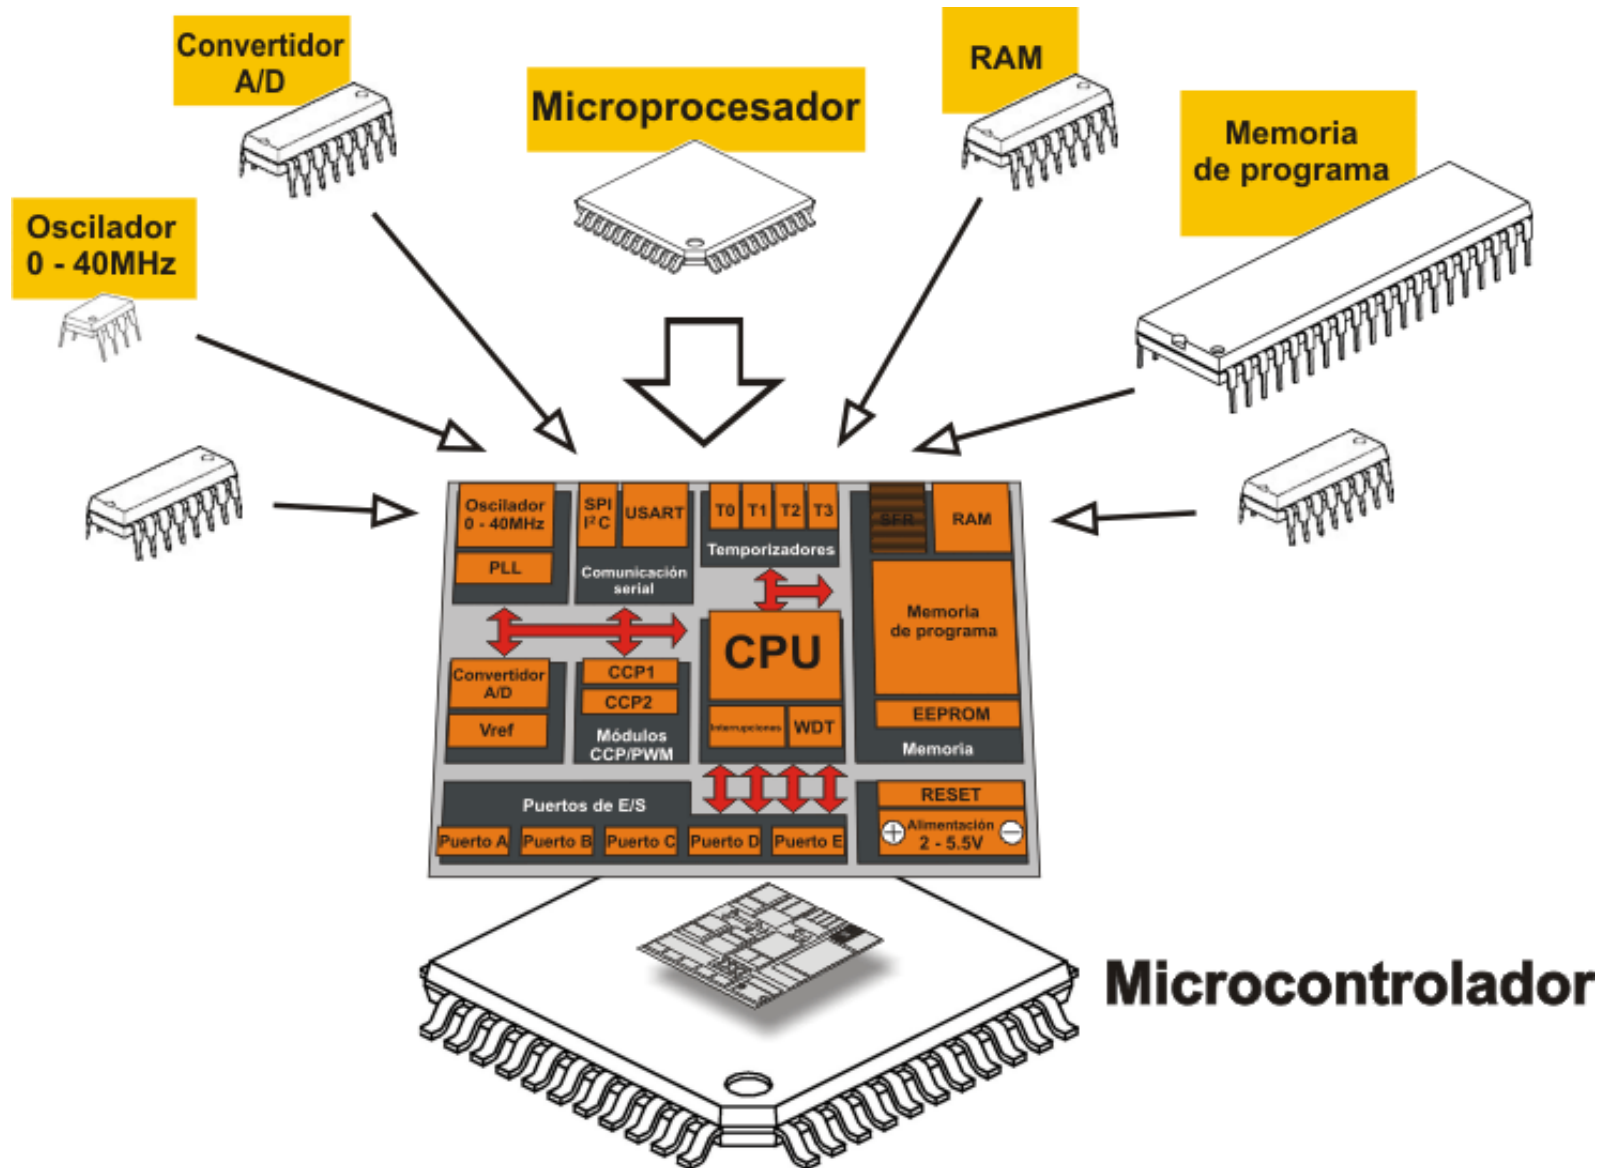 Convertidor
A/D
Microprocesador
RAM
Memoria
de programa
Oscilador
0 - 40MHz
Oscilador
0 - 40MHz
PLL
SPI
I²C
USART
Comunicación
serial
T0 T1 T2 T3
Temporizadores
SFR
RAM
Memoria
de programa
EEPROM
Memoria
CPU
Interrupciones
WDT
Convertidor
A/D
Vref
CCP1
CCP2
Módulos
CCP/PWM
Puertos de E/S
Puerto A Puerto B Puerto C Puerto D Puerto E
RESET
+ Alimentación −
2 - 5.5V
Microcontrolador